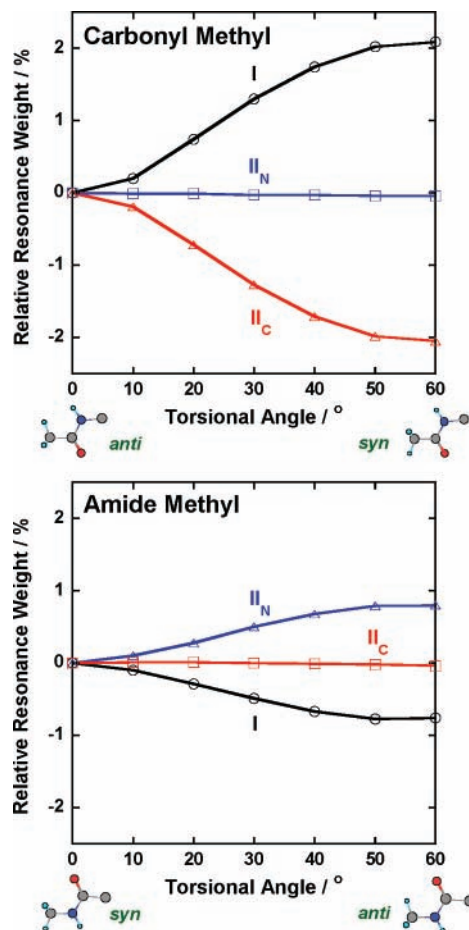 Carbonyl Methyl
Relative Resonance Weight / %
2
1
0
-1
-2
I
II_N
II_C
0 10 20 30 40 50 60
Torsional Angle / °
anti
syn
Amide Methyl
Relative Resonance Weight / %
2
1
0
-1
-2
II_N
II_C
I
0 10 20 30 40 50 60
Torsional Angle / °
syn
anti